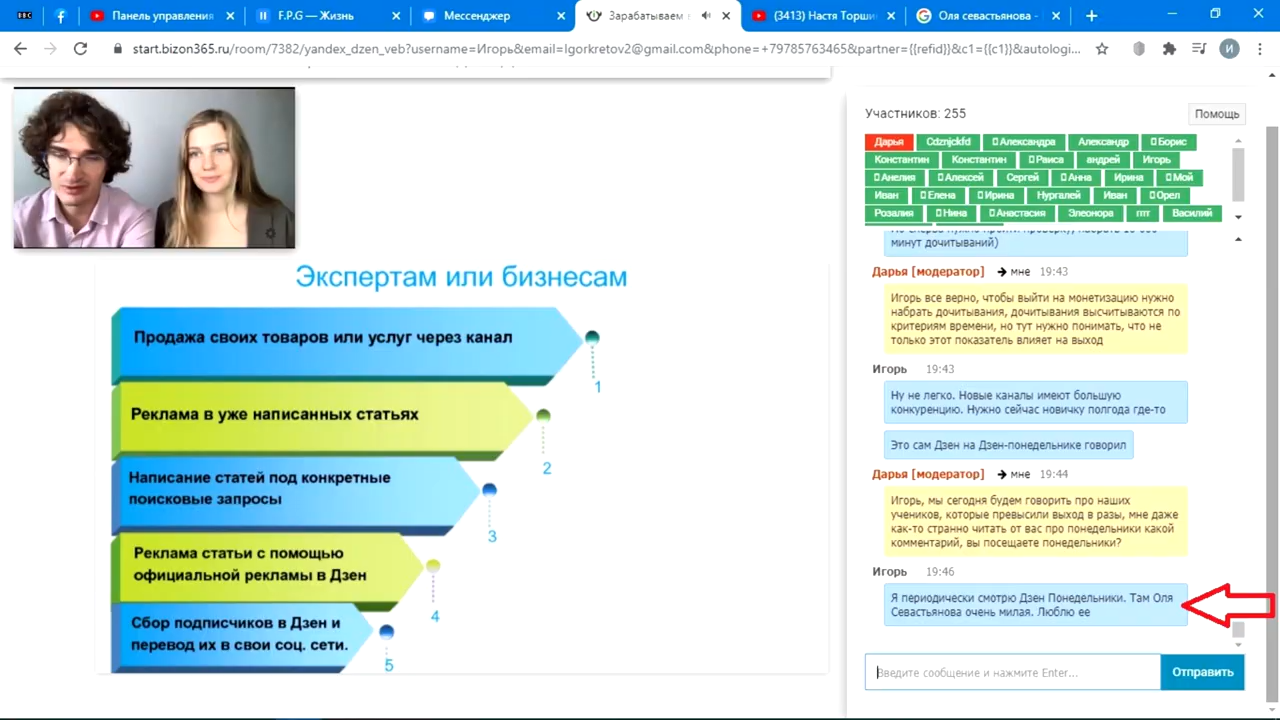 Панель управления
F.P.G — Жизнь
Мессенджер
Зарабатываем
(3413) Настя Торши
Оля севастьянова -
start.bizon365.ru/room/7382/yandex_dzen_veb?username=Игорь&email=Igorkretov2@gmail.com&phone=+79785763465&partner={{refid}}&c1={{c1}}&autologi...
И
Экспертам или бизнесам
Продажа своих товаров или услуг через канал
1
Реклама в уже написанных статьях
2
Написание статей под конкретные
поисковые запросы
3
Реклама статьи с помощью
официальной рекламы в Дзен
4
Сбор подписчиков в Дзен и
перевод их в свои соц. сети.
5
Участников: 255
Помощь
Дарья Cdznjckfd Александра Александр Борис
Константин Константин Раиса андрей Игорь
Анелия Алексей Сергей Анна Ирина Мой
Иван Елена Ирина Нургалей Иван Орел
Розалия Нина Анастасия Элеонора гпт Василий
минут дочитываний)
Дарья [модератор] ➔ мне 19:43
Игорь все верно, чтобы выйти на монетизацию нужно
набрать дочитывания, дочитывания высчитываются по
критериям времени, но тут нужно понимать, что не
только этот показатель влияет на выход
Игорь 19:43
Ну не легко. Новые каналы имеют большую
конкуренцию. Нужно сейчас новичку полгода где-то
Это сам Дзен на Дзен-понедельнике говорил
Дарья [модератор] ➔ мне 19:44
Игорь, мы сегодня будем говорить про наших
учеников, которые превысили выход в разы, мне даже
как-то странно читать от вас про понедельники какой
комментарий, вы посещаете понедельники?
Игорь 19:46
Я периодически смотрю Дзен Понедельники. Там Оля
Севастьянова очень милая. Люблю ее
Введите сообщение и нажмите Enter...
Отправить